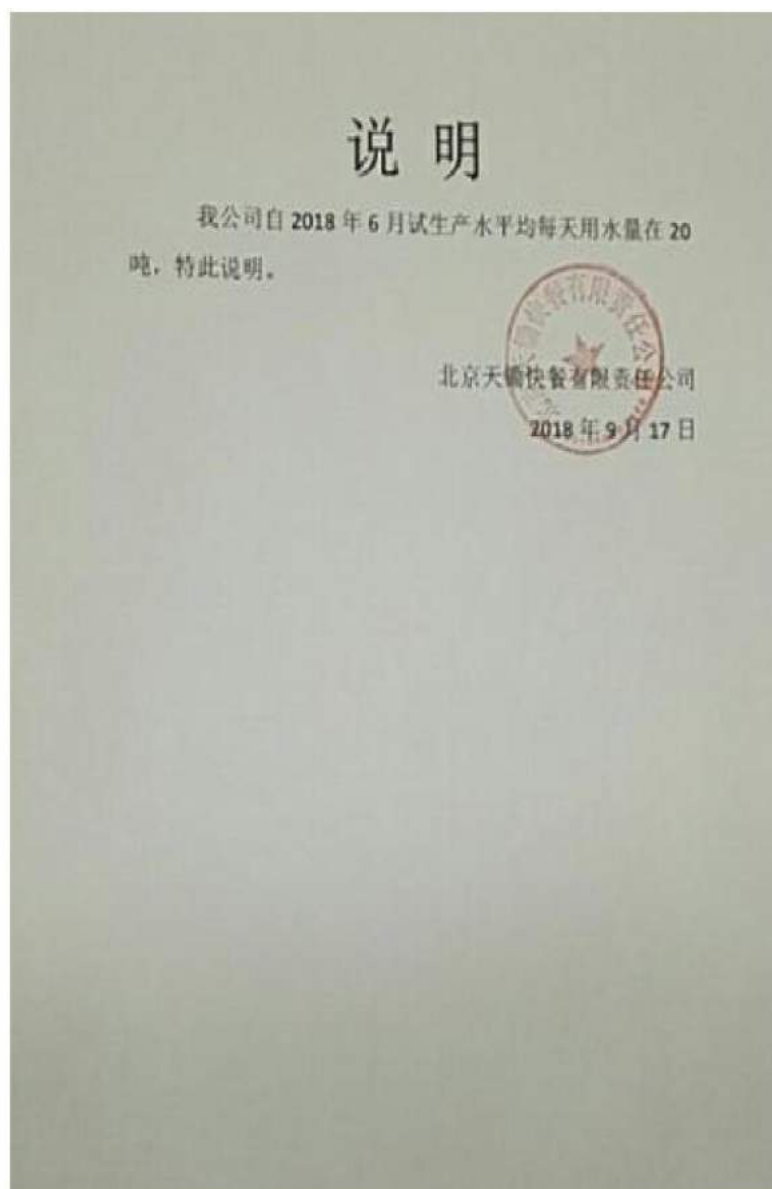 说 明
我公司自 2018 年 6 月试生产水平均每天用水量在 20
吨，特此说明。
北京天锄快餐有限责任公司
2018 年 9 月 17 日